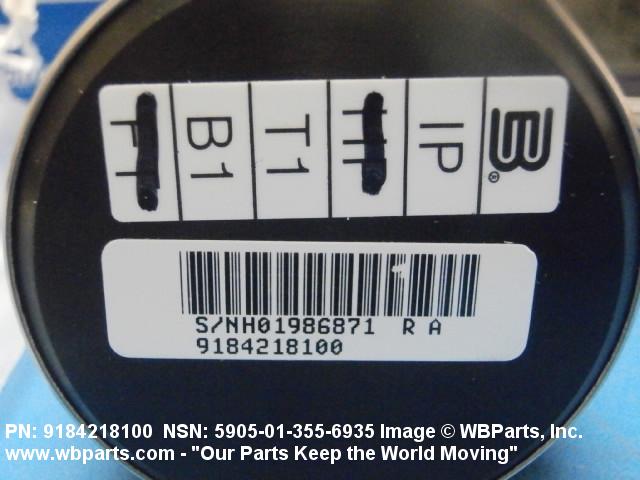 B1
T1
IP
B®
S/NH01986871 R A
9184218100
PN: 9184218100 NSN: 5905-01-355-6935 Image © WBParts, Inc.
www.wbparts.com - "Our Parts Keep the World Moving"